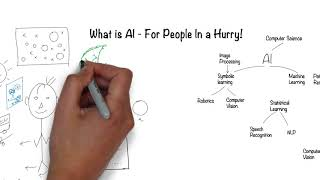 What is AI - For People In a Hurry!
Computer Science
AI
Image
Processing
Symbolic
Learning
Machine
Learning
Robotics
Computer
Vision
Statistical
Learning
Speech
Recognition
NLP
Computer